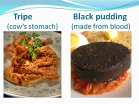 Tripe
(cow's stomach)
Black pudding
(made from blood)